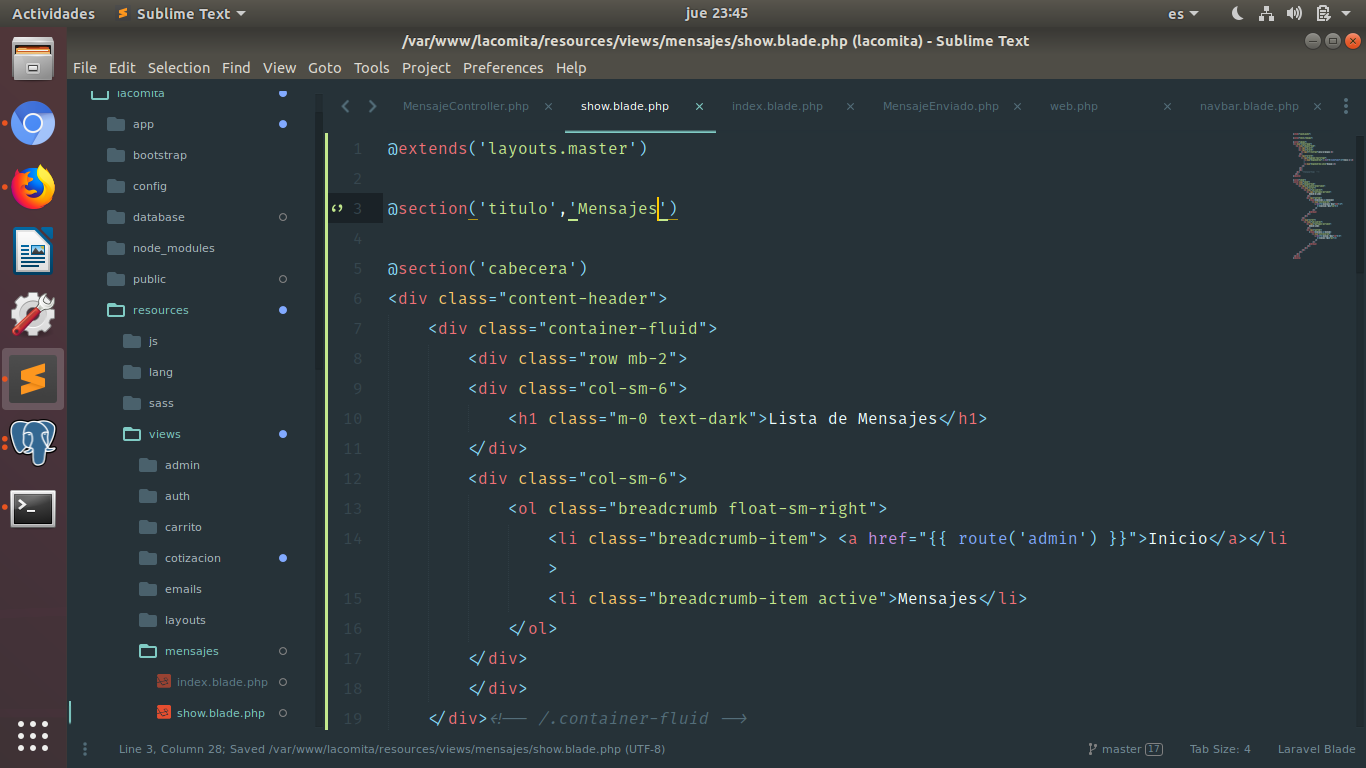 Actividades Sublime Text jue 23:45 es
/var/www/lacomita/resources/views/mensajes/show.blade.php (lacomita) - Sublime Text
File Edit Selection Find View Goto Tools Project Preferences Help
lacomita
app
bootstrap
config
database
node_modules
public
resources
js
lang
sass
views
admin
auth
carrito
cotizacion
emails
layouts
mensajes
index.blade.php
show.blade.php
MensajeController.php × show.blade.php × index.blade.php × MensajeEnviado.php × web.php × navbar.blade.php ×
1 @extends('layouts.master')
2
3 @section('titulo','Mensajes')
4
5 @section('cabecera')
6 <div class="content-header">
7 <div class="container-fluid">
8 <div class="row mb-2">
9 <div class="col-sm-6">
10 <h1 class="m-0 text-dark">Lista de Mensajes</h1>
11 </div>
12 <div class="col-sm-6">
13 <ol class="breadcrumb float-sm-right">
14 <li class="breadcrumb-item"> <a href="{{ route('admin') }}">Inicio</a></li
>
15 <li class="breadcrumb-item active">Mensajes</li>
16 </ol>
17 </div>
18 </div>
19 </div><!-- /.container-fluid -->
Line 3, Column 28; Saved /var/www/lacomita/resources/views/mensajes/show.blade.php (UTF-8) master 17 Tab Size: 4 Laravel Blade